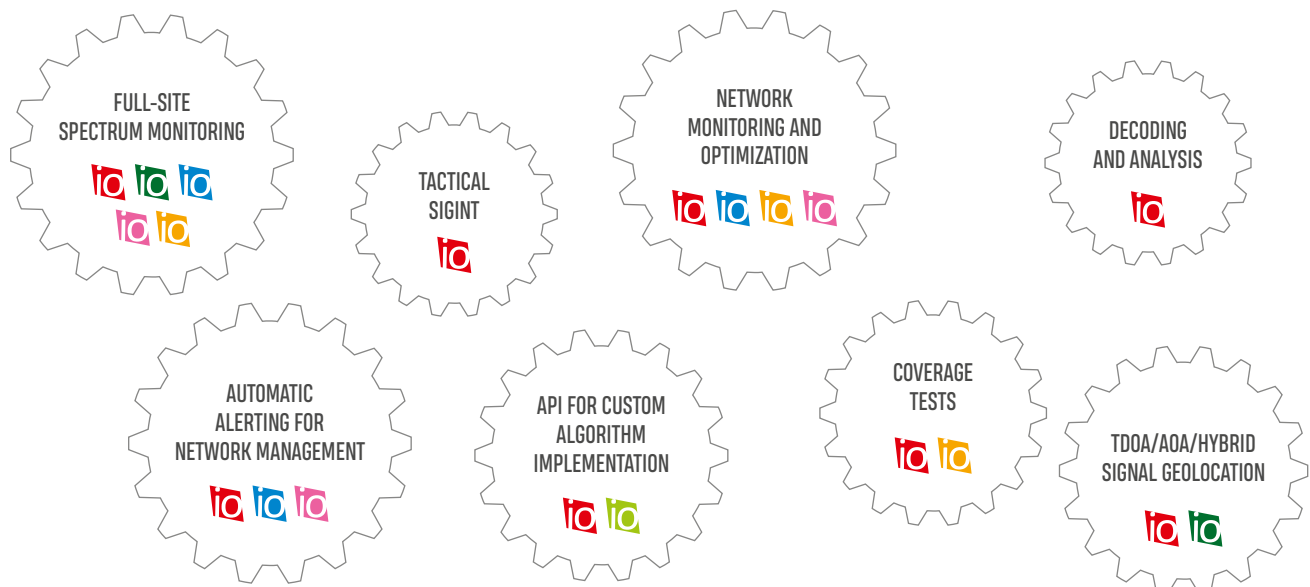 FULL-SITE
SPECTRUM MONITORING
io io io
io io
TACTICAL
SIGINT
io
NETWORK
MONITORING AND
OPTIMIZATION
io io io io
DECODING
AND ANALYSIS
io
AUTOMATIC
ALERTING FOR
NETWORK MANAGEMENT
io io io
API FOR CUSTOM
ALGORITHM
IMPLEMENTATION
io io
COVERAGE
TESTS
io io
TDOA/AOA/HYBRID
SIGNAL GEOLOCATION
io io